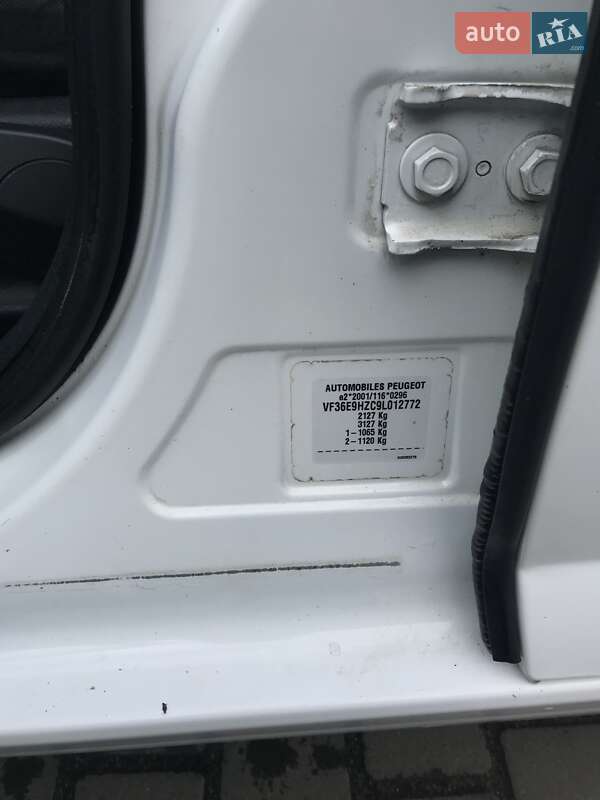 auto RIA
.com
AUTOMOBILES PEUGEOT
e2*2001/116*0296
VF36E9HZC9L012772
2127 Kg
3127 Kg
1-1065 Kg
2-1120 Kg